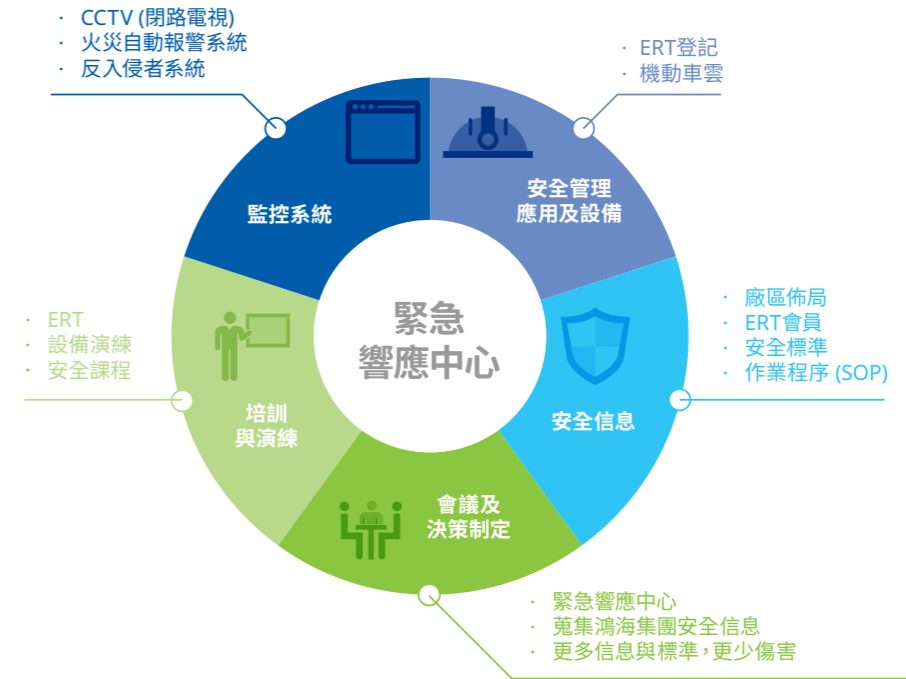 · CCTV (閉路電視)
· 火災自動報警系統
· 反入侵者系統
· ERT登記
· 機動車雲
監控系統
安全管理
應用及設備
緊急
響應中心
· ERT
· 設備演練
· 安全課程
· 廠區佈局
· ERT會員
· 安全標準
· 作業程序 (SOP)
培訓
與演練
安全信息
會議及
決策制定
· 緊急響應中心
· 蒐集鴻海集團安全信息
· 更多信息與標準，更少傷害